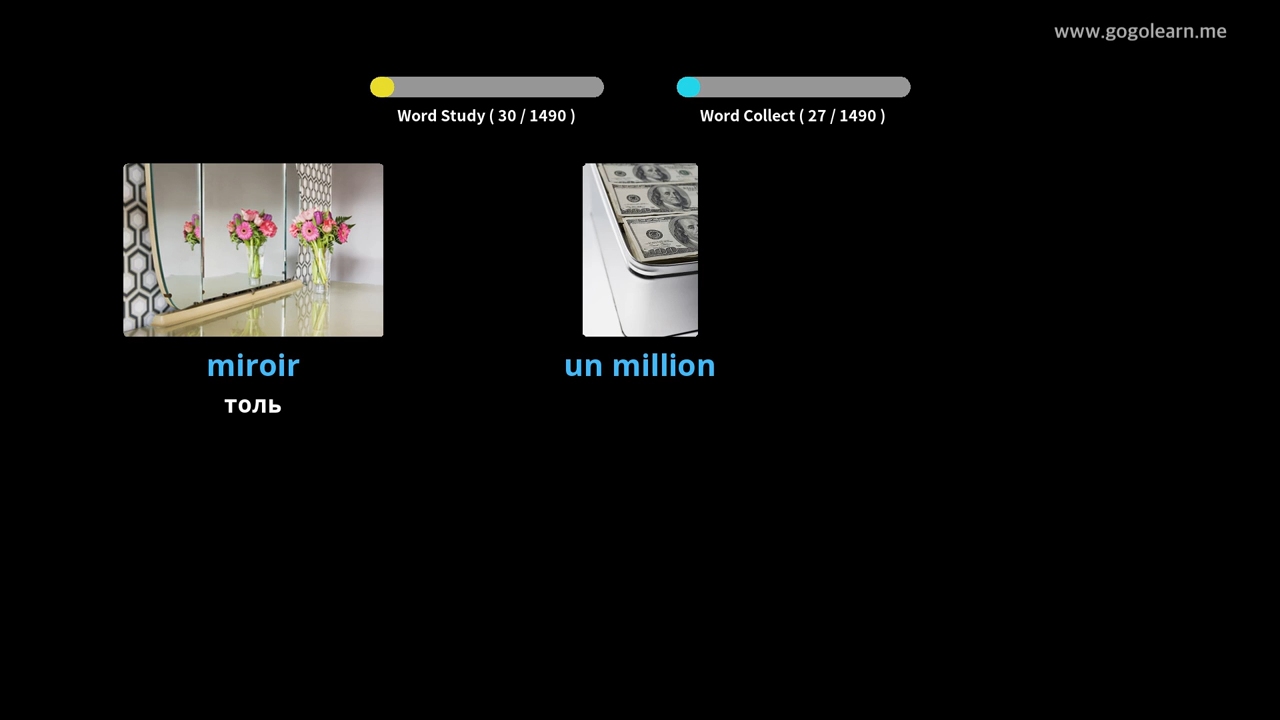 www.gogolearn.me
Word Study ( 30 / 1490 )
Word Collect ( 27 / 1490 )
miroir
толь
un million